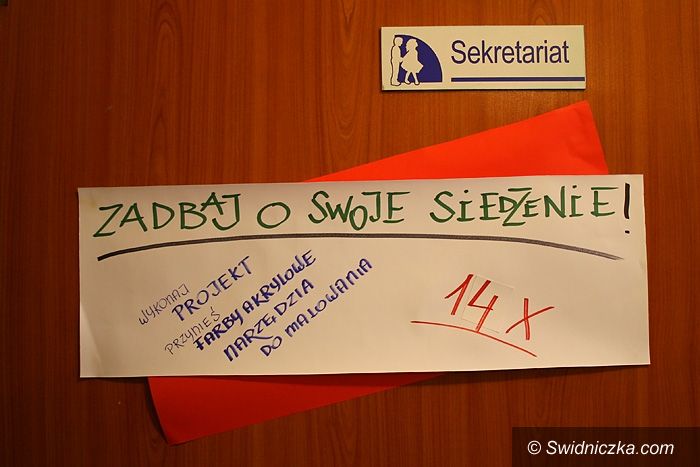 Sekretariat
ZADBAJ O SWOJE SIEDZENIE!
WYKONAJ
PROJEKT
PRZYNIEŚ
FARBY AKRYLOWE
NARZĘDZIA
DO MALOWANIA
14 X
© Swidniczka.com